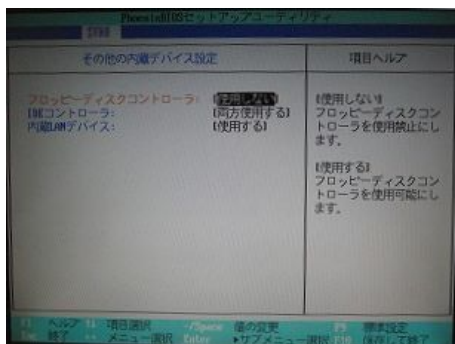 PhoenixBIOSセットアップユーティリティ
詳細
その他の内蔵デバイス設定
項目ヘルプ
フロッピーディスクコントローラ: [使用しない]
IDEコントローラ: [両方使用する]
内蔵LANデバイス: [使用する]
[使用しない]
フロッピーディスクコン
トローラを使用禁止にし
ます。
[使用する]
フロッピーディスクコン
トローラを使用可能にし
ます。
F1 ヘルプ ↑↓ 項目選択 -/Space 値の変更 F9 標準設定
Esc 終了 メニュー選択 Enter ▶サブメニュー選択 F10 保存して終了